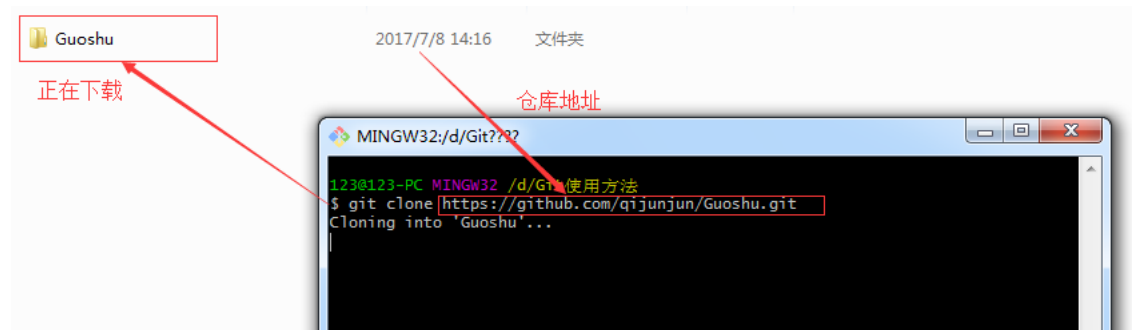 Guoshu 2017/7/8 14:16 文件夹
正在下载
仓库地址
MINGW32:/d/Git????
123@123-PC MINGW32 /d/Git使用方法
$ git clone https://github.com/qijunjun/Guoshu.git
Cloning into 'Guoshu'...